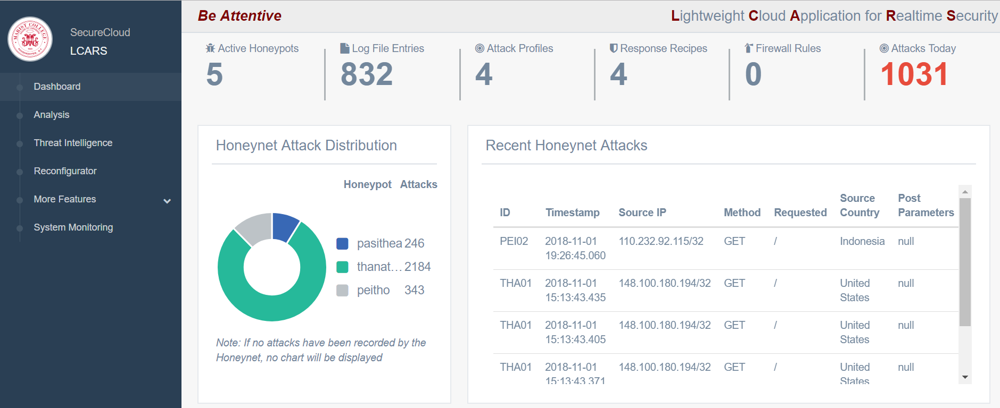 SecureCloud
LCARS
Dashboard
Analysis
Threat Intelligence
Reconfigurator
More Features
System Monitoring
Be Attentive
Lightweight Cloud Application for Realtime Security
Active Honeypots
5
Log File Entries
832
Attack Profiles
4
Response Recipes
4
Firewall Rules
0
Attacks Today
1031
Honeynet Attack Distribution
Honeypot Attacks
pasithea 246
thanat... 2184
peitho 343
Note: If no attacks have been recorded by the
Honeynet, no chart will be displayed
Recent Honeynet Attacks
ID Timestamp Source IP Method Requested Source Country Post Parameters
PEI02 2018-11-01 110.232.92.115/32 GET / Indonesia null
19:26:45.060
THA01 2018-11-01 148.100.180.194/32 GET / United null
15:13:43.435 States
THA01 2018-11-01 148.100.180.194/32 GET / United null
15:13:43.405 States
THA01 2018-11-01 148.100.180.194/32 GET / United null
15:13:43.371 States